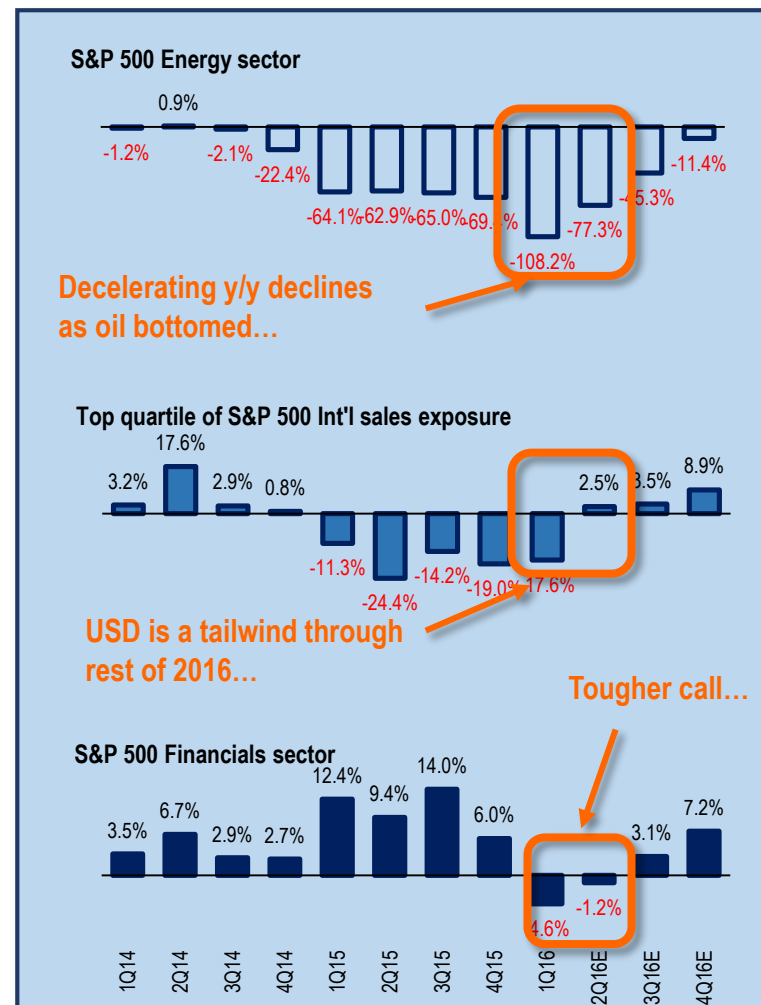 S&P 500 Energy sector
0.9%
-1.2%
-2.1%
-22.4%
-64.1%
-62.9%
-65.0%
-108.2%
-77.3%
-11.4%
Decelerating y/y declines
as oil bottomed…
Top quartile of S&P 500 Int'l sales exposure
3.2%
17.6%
2.9%
0.8%
-11.3%
-24.4%
-14.2%
-19.0%
2.5%
8.9%
USD is a tailwind through
rest of 2016…
Tougher call…
S&P 500 Financials sector
3.5%
6.7%
2.9%
2.7%
12.4%
9.4%
14.0%
6.0%
-1.2%
3.1%
7.2%
1Q14
2Q14
3Q14
4Q14
1Q15
2Q15
3Q15
4Q15
1Q16
2Q16E
3Q16E
4Q16E